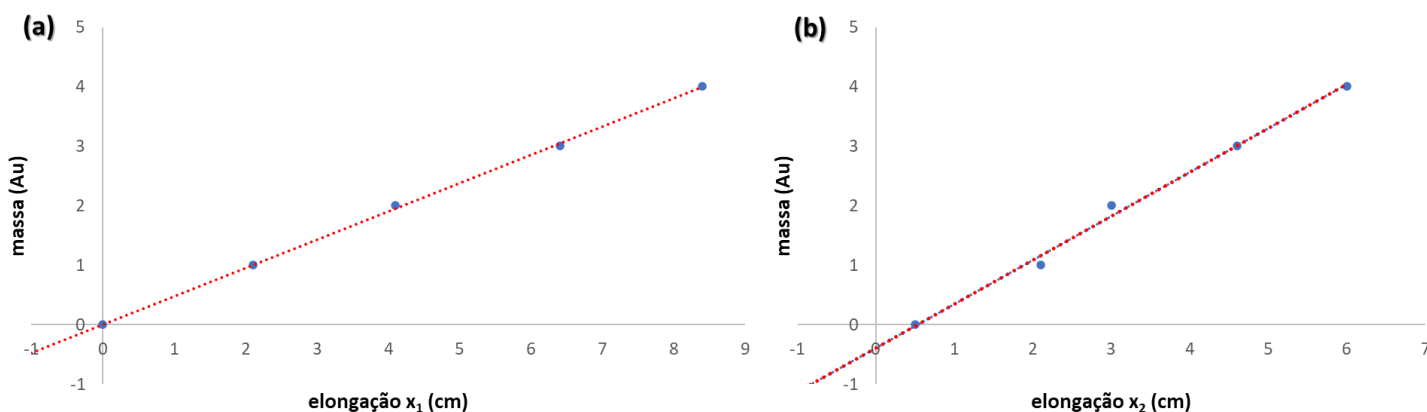 (a)
massa (Au)
5
4
3
2
1
0
-1
-1 0 1 2 3 4 5 6 7 8 9
elongação x₁ (cm)
(b)
massa (Au)
5
4
3
2
1
0
-1
-1 0 1 2 3 4 5 6 7
elongação x₂ (cm)